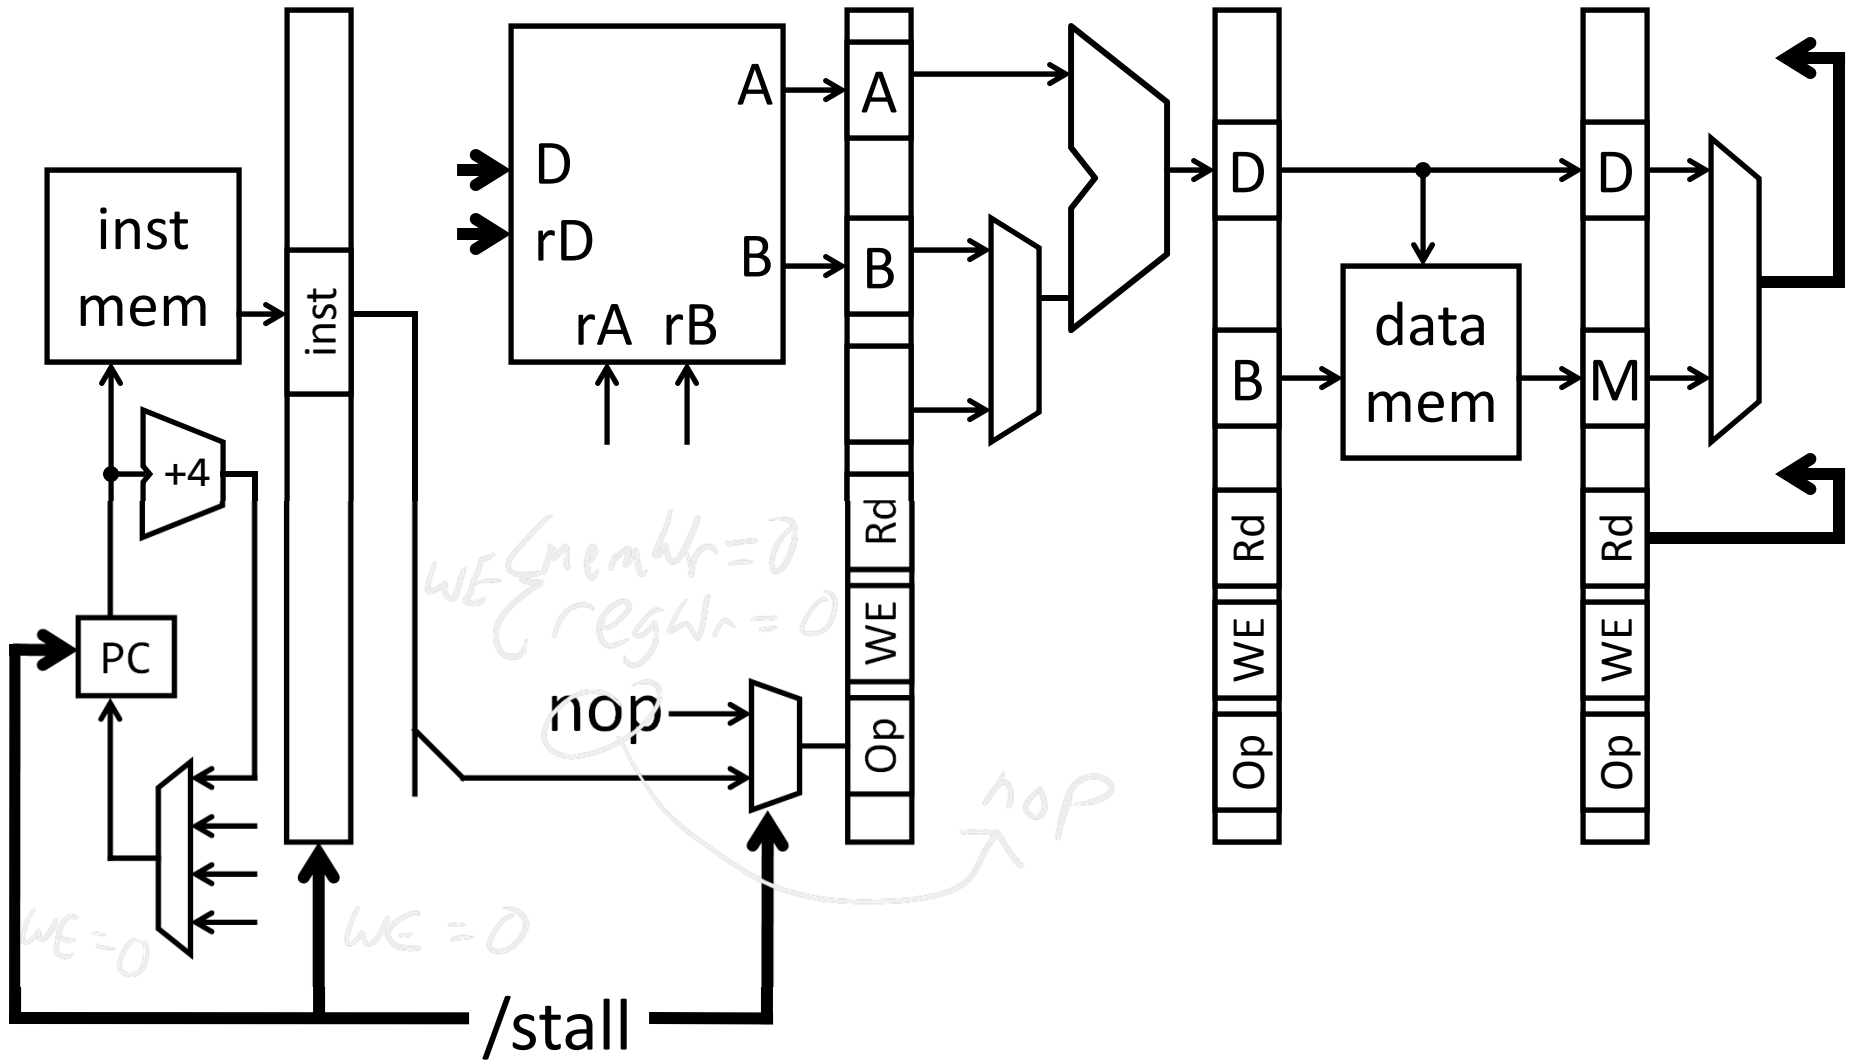 inst
mem
inst
+4
PC
A
D
rD
B
rA rB
A
B
Rd
WE
Op
WE { memWr = 0
regWr = 0
nop
nop
D
B
Rd
WE
Op
data
mem
D
M
Rd
WE
Op
WE = 0
WE = 0
/stall